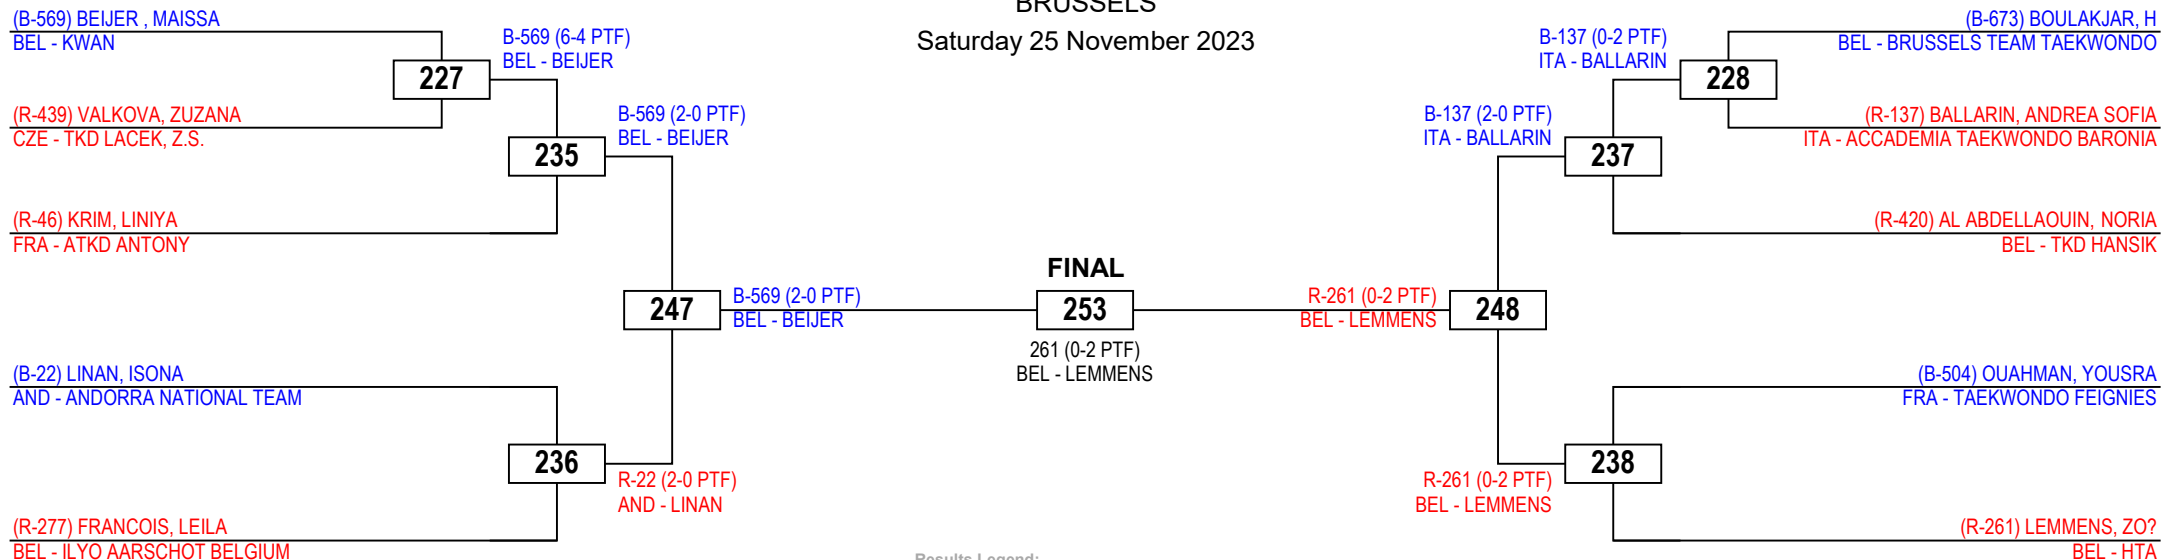 BRUSSELS
Saturday 25 November 2023
(B-569) BEIJER , MAISSA
BEL - KWAN
227
B-569 (6-4 PTF)
BEL - BEIJER
(R-439) VALKOVA, ZUZANA
CZE - TKD LACEK, Z.S.
235
B-569 (2-0 PTF)
BEL - BEIJER
(R-46) KRIM, LINIYA
FRA - ATKD ANTONY
247
B-569 (2-0 PTF)
BEL - BEIJER
(B-22) LINAN, ISONA
AND - ANDORRA NATIONAL TEAM
236
R-22 (2-0 PTF)
AND - LINAN
(R-277) FRANCOIS, LEILA
BEL - ILYO AARSCHOT BELGIUM
FINAL
253
261 (0-2 PTF)
BEL - LEMMENS
(B-673) BOULAKJAR, H
BEL - BRUSSELS TEAM TAEKWONDO
B-137 (0-2 PTF)
ITA - BALLARIN
228
(R-137) BALLARIN, ANDREA SOFIA
ITA - ACCADEMIA TAEKWONDO BARONIA
B-137 (2-0 PTF)
ITA - BALLARIN
237
(R-420) AL ABDELLAOUIN, NORIA
BEL - TKD HANSIK
R-261 (0-2 PTF)
BEL - LEMMENS
248
(B-504) OUAHMAN, YOUSRA
FRA - TAEKWONDO FEIGNIES
238
R-261 (0-2 PTF)
BEL - LEMMENS
(R-261) LEMMENS, ZO?
BEL - HTA
Results Legend: